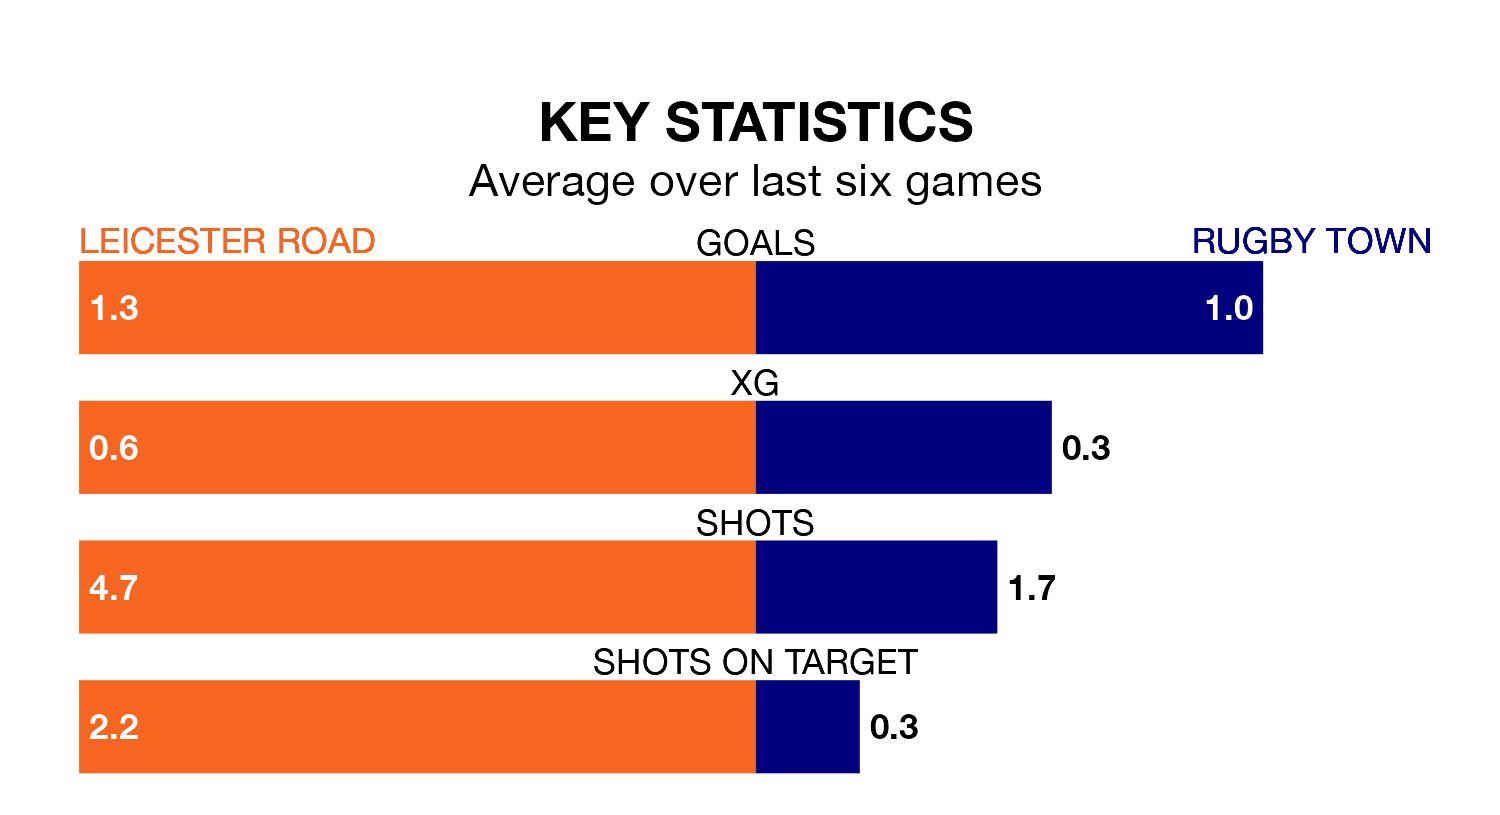 KEY STATISTICS
Average over last six games
LEICESTER ROAD GOALS RUGBY TOWN
1.3 1.0
XG
0.6 0.3
SHOTS
4.7 1.7
SHOTS ON TARGET
2.2 0.3